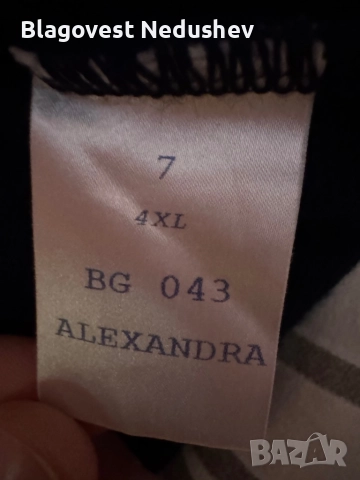 Blagovest Nedushev
7
4XL
BG 043
ALEXANDRA
BAZAR